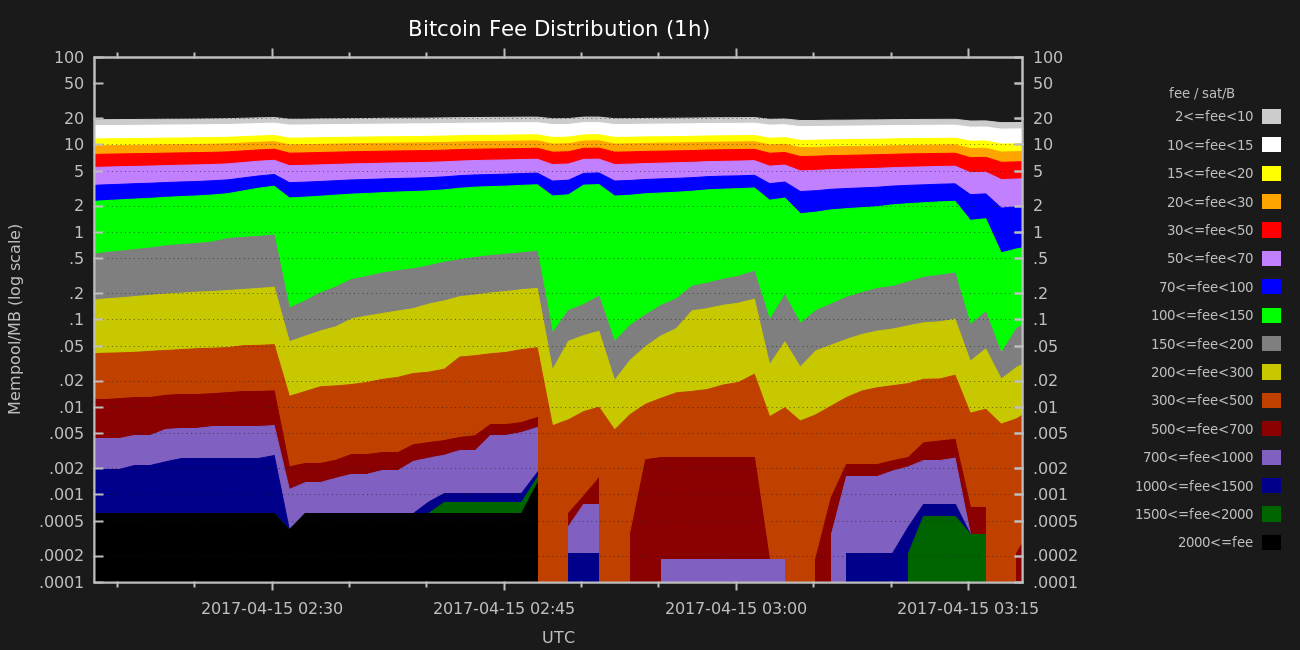 Bitcoin Fee Distribution (1h)
100 100
50 50
20 20
10 10
5 5
2 2
1 1
.5 .5
.2 .2
.1 .1
.05 .05
.02 .02
.01 .01
.005 .005
.002 .002
.001 .001
.0005 .0005
.0002 .0002
.0001 .0001
Mempool/MB (log scale)
2017-04-15 02:30 2017-04-15 02:45 2017-04-15 03:00 2017-04-15 03:15
UTC
fee / sat/B
2<=fee<10
10<=fee<15
15<=fee<20
20<=fee<30
30<=fee<50
50<=fee<70
70<=fee<100
100<=fee<150
150<=fee<200
200<=fee<300
300<=fee<500
500<=fee<700
700<=fee<1000
1000<=fee<1500
1500<=fee<2000
2000<=fee